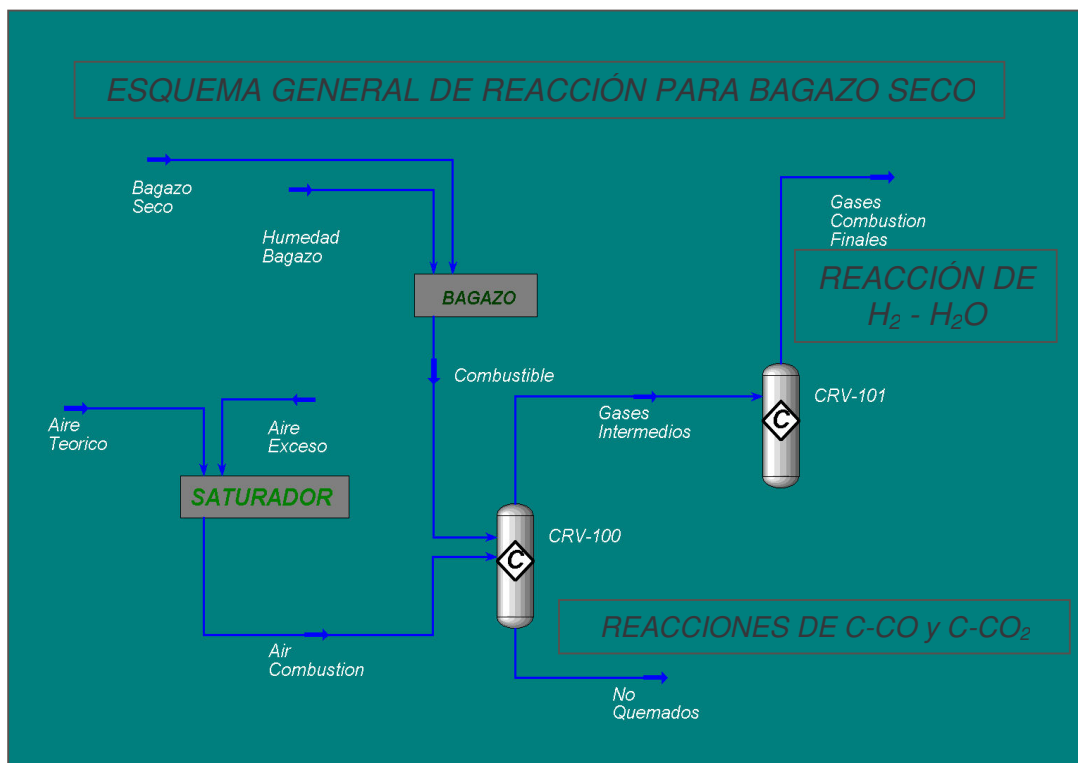 ESQUEMA GENERAL DE REACCIÓN PARA BAGAZO SECO
Bagazo
Seco
Humedad
Bagazo
Gases
Combustion
Finales
REACCIÓN DE
H₂ - H₂O
BAGAZO
Combustible
CRV-101
C
Gases
Intermedios
Aire
Teorico
Aire
Exceso
SATURADOR
CRV-100
C
REACCIONES DE C-CO y C-CO₂
Air
Combustion
No
Quemados